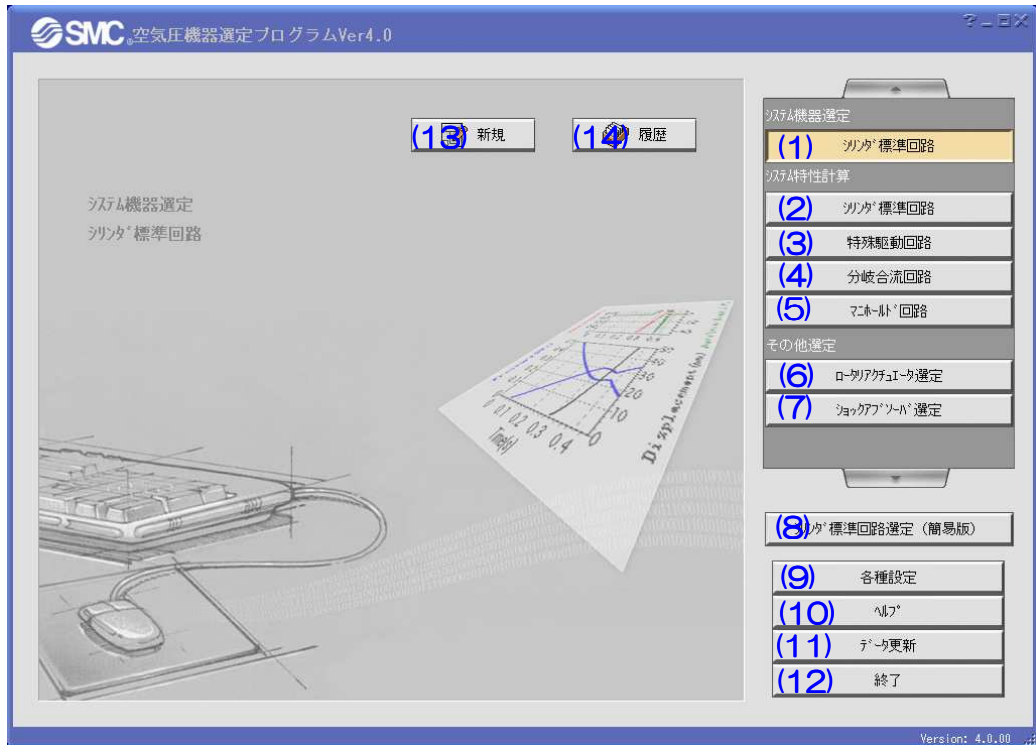 SMC 空気圧機器選定プログラムVer4.0
(13) 新規
(14) 履歴
システム機器選定
シリンダ標準回路
システム機器選定
(1) シリンダ標準回路
システム特性計算
(2) シリンダ標準回路
(3) 特殊駆動回路
(4) 分岐合流回路
(5) マニホールド回路
その他選定
(6) ロータリアクチュエータ選定
(7) ショックアブソーバ選定
(8) シリンダ標準回路選定（簡易版）
(9) 各種設定
(10) ヘルプ
(11) データ更新
(12) 終了
0 0.1 0.2 0.3 0.4
Time(s)
0
10
20
30
Displacement(mm)
Version: 4.0.00